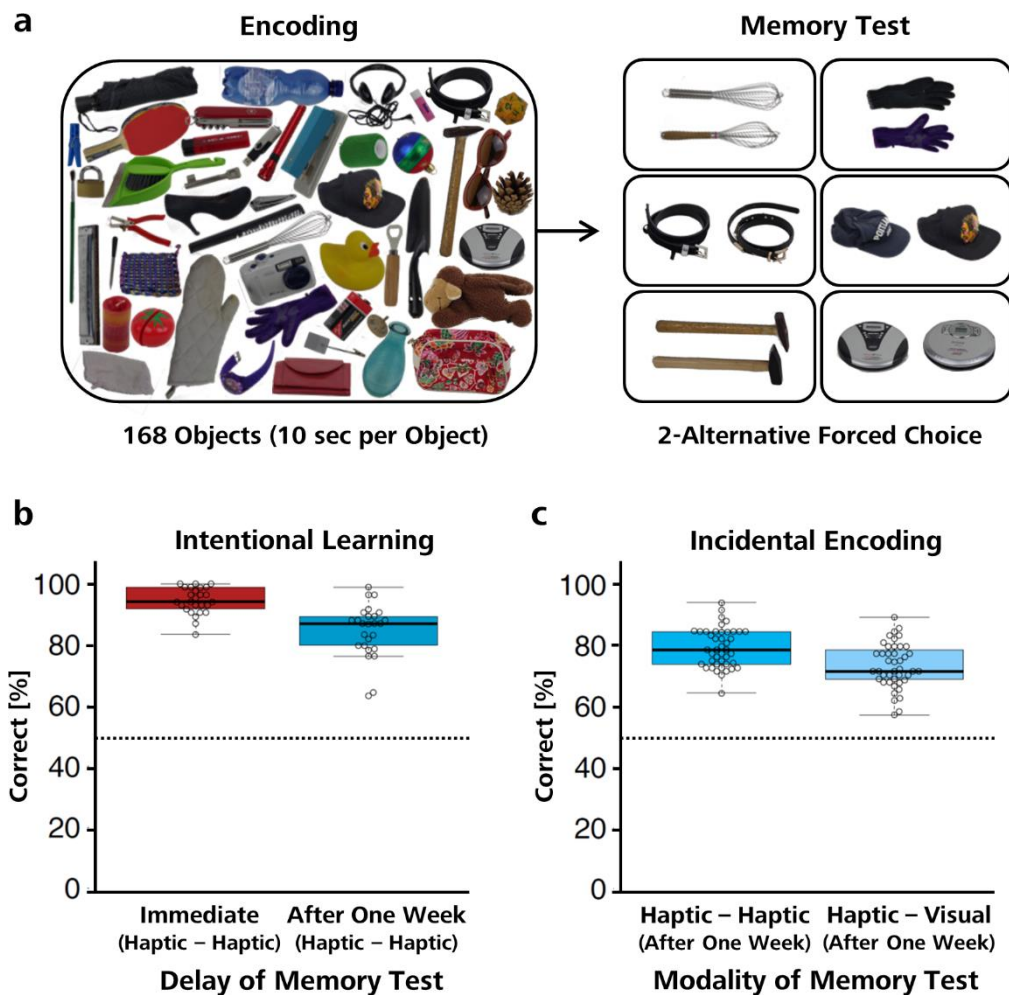 a
Encoding
Memory Test
168 Objects (10 sec per Object)
2-Alternative Forced Choice
b
Intentional Learning
Correct [%]
100
80
60
40
20
0
Immediate
(Haptic – Haptic)
After One Week
(Haptic – Haptic)
Delay of Memory Test
c
Incidental Encoding
Correct [%]
100
80
60
40
20
0
Haptic – Haptic
(After One Week)
Haptic – Visual
(After One Week)
Modality of Memory Test